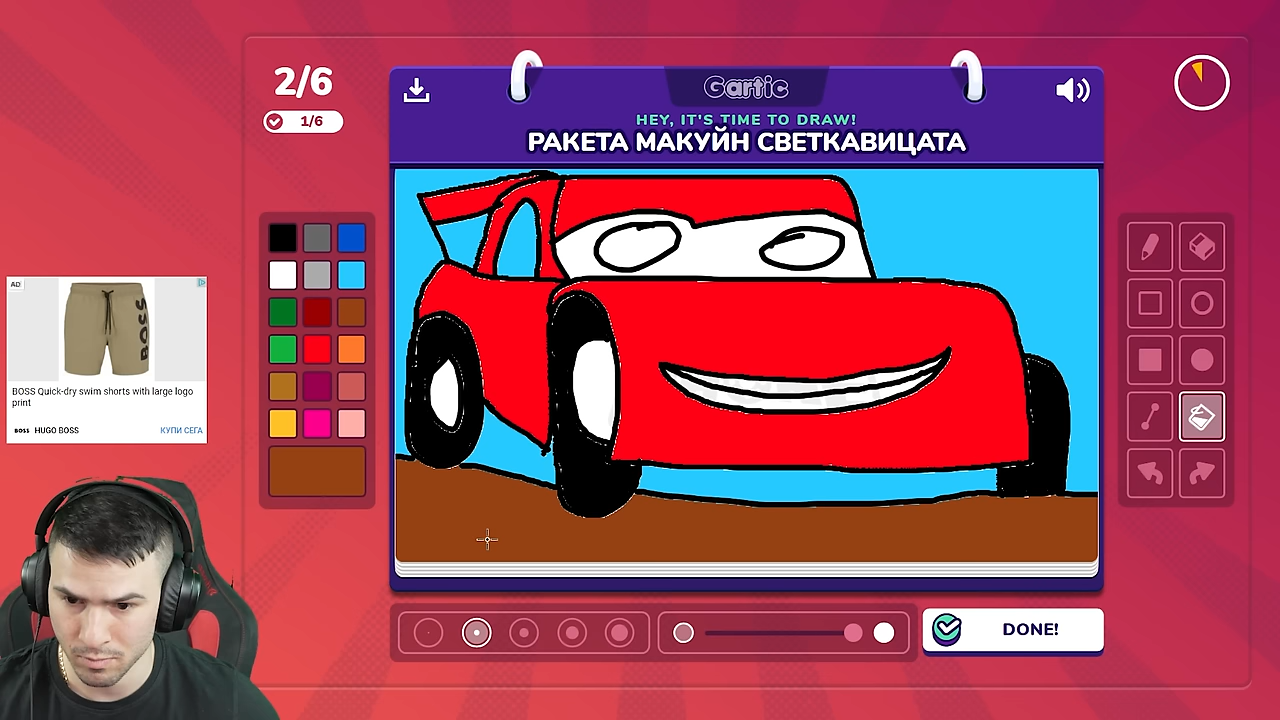 2/6
1/6
Gartic
HEY, IT'S TIME TO DRAW!
РАКЕТА МАКУЙН СВЕТКАВИЦАТА
AD
BOSS
BOSS Quick-dry swim shorts with large logo
print
BOSS HUGO BOSS КУПИ СЕГА
DONE!